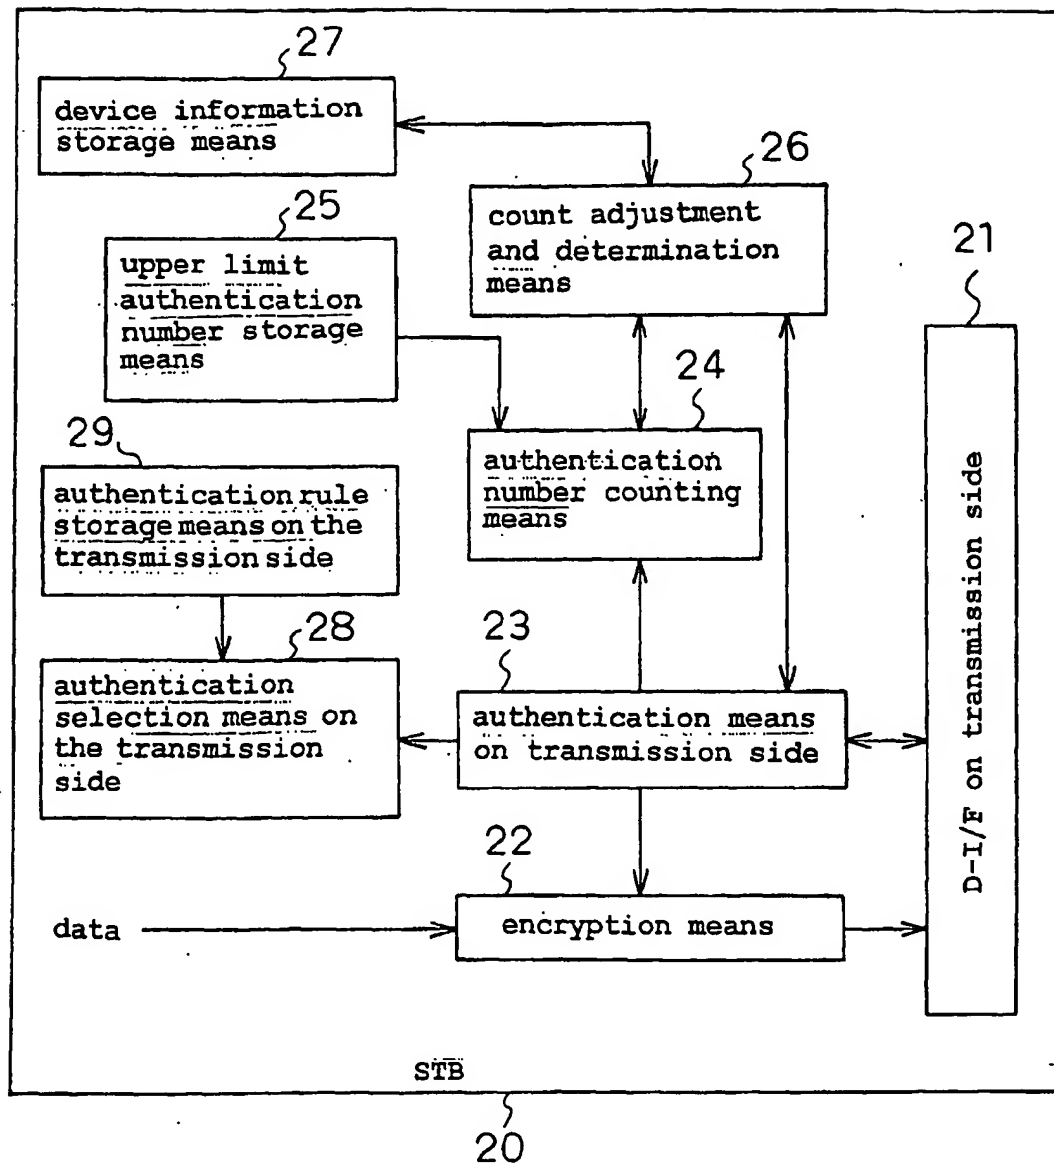 27
device information
storage means
26
count adjustment
and determination
means
25
upper limit
authentication
number storage
means
21
D-I/F on transmission side
24
authentication
number counting
means
29
authentication rule
storage means on the
transmission side
28
authentication
selection means on
the transmission
side
23
authentication means
on transmission side
22
encryption means
data
STB
20